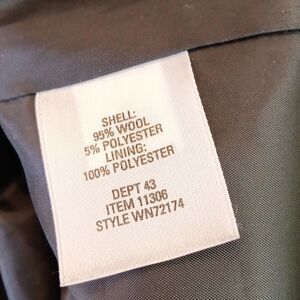 SHELL:
95% WOOL
5% POLYESTER
LINING:
100% POLYESTER
DEPT 43
ITEM 11306
STYLE WN72174